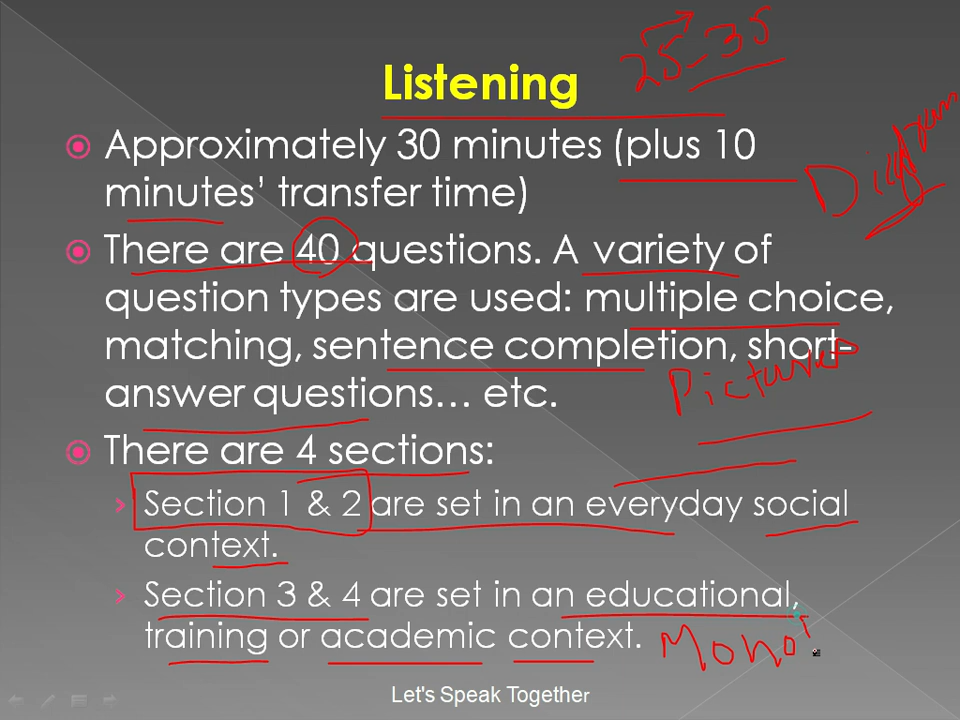 25-35
Listening
Approximately 30 minutes (plus 10
minutes' transfer time)
Diagram
There are 40 questions. A variety of
question types are used: multiple choice,
matching, sentence completion, short-
answer questions… etc.
Pictures
There are 4 sections:
Section 1 & 2 are set in an everyday social
context.
Section 3 & 4 are set in an educational,
training or academic context.
Mono
Let's Speak Together